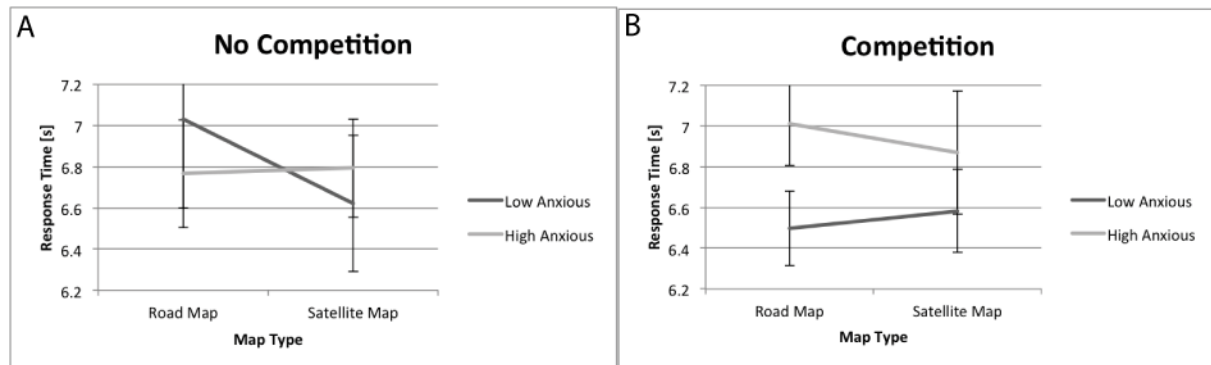 A
No Competition
7.2
7
6.8
6.6
6.4
6.2
Response Time [s]
Road Map
Satellite Map
Map Type
Low Anxious
High Anxious
B
Competition
7.2
7
6.8
6.6
6.4
6.2
Response Time [s]
Road Map
Satellite Map
Map Type
Low Anxious
High Anxious